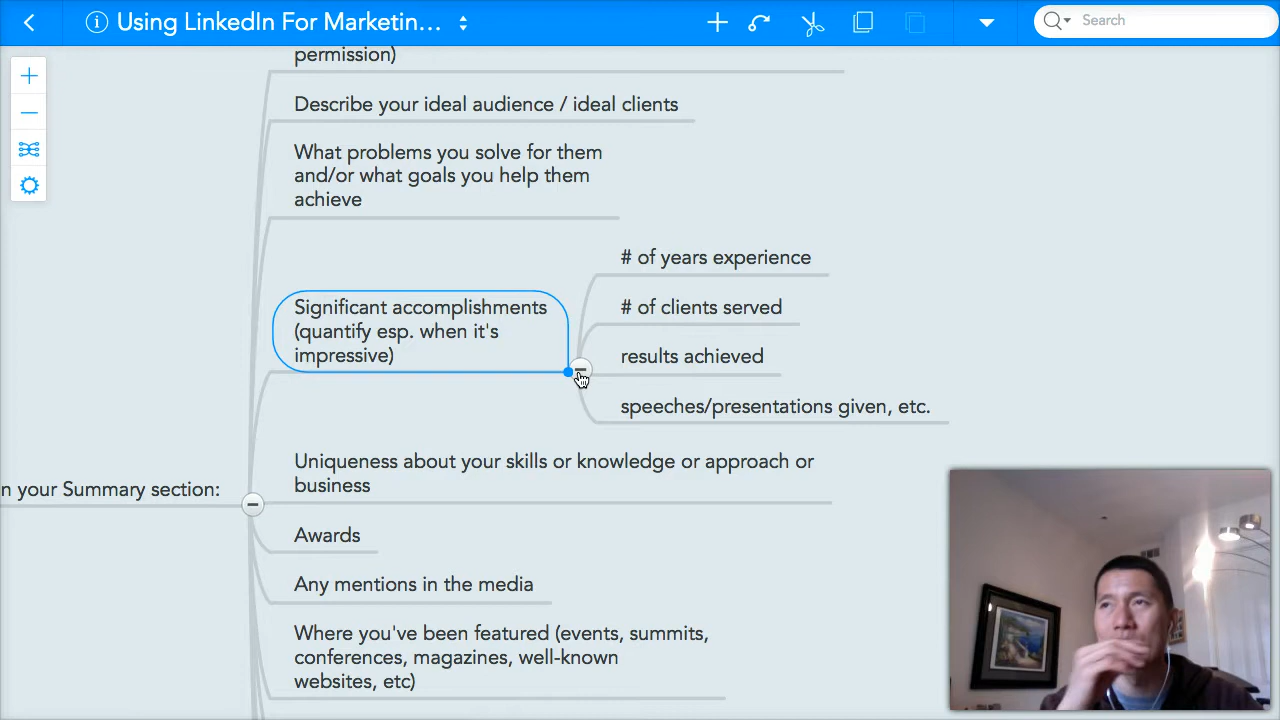 Using LinkedIn For Marketin...
Search
permission)
Describe your ideal audience / ideal clients
What problems you solve for them
and/or what goals you help them
achieve
# of years experience
Significant accomplishments
(quantify esp. when it's
impressive)
# of clients served
results achieved
speeches/presentations given, etc.
Uniqueness about your skills or knowledge or approach or
business
n your Summary section:
Awards
Any mentions in the media
Where you've been featured (events, summits,
conferences, magazines, well-known
websites, etc)